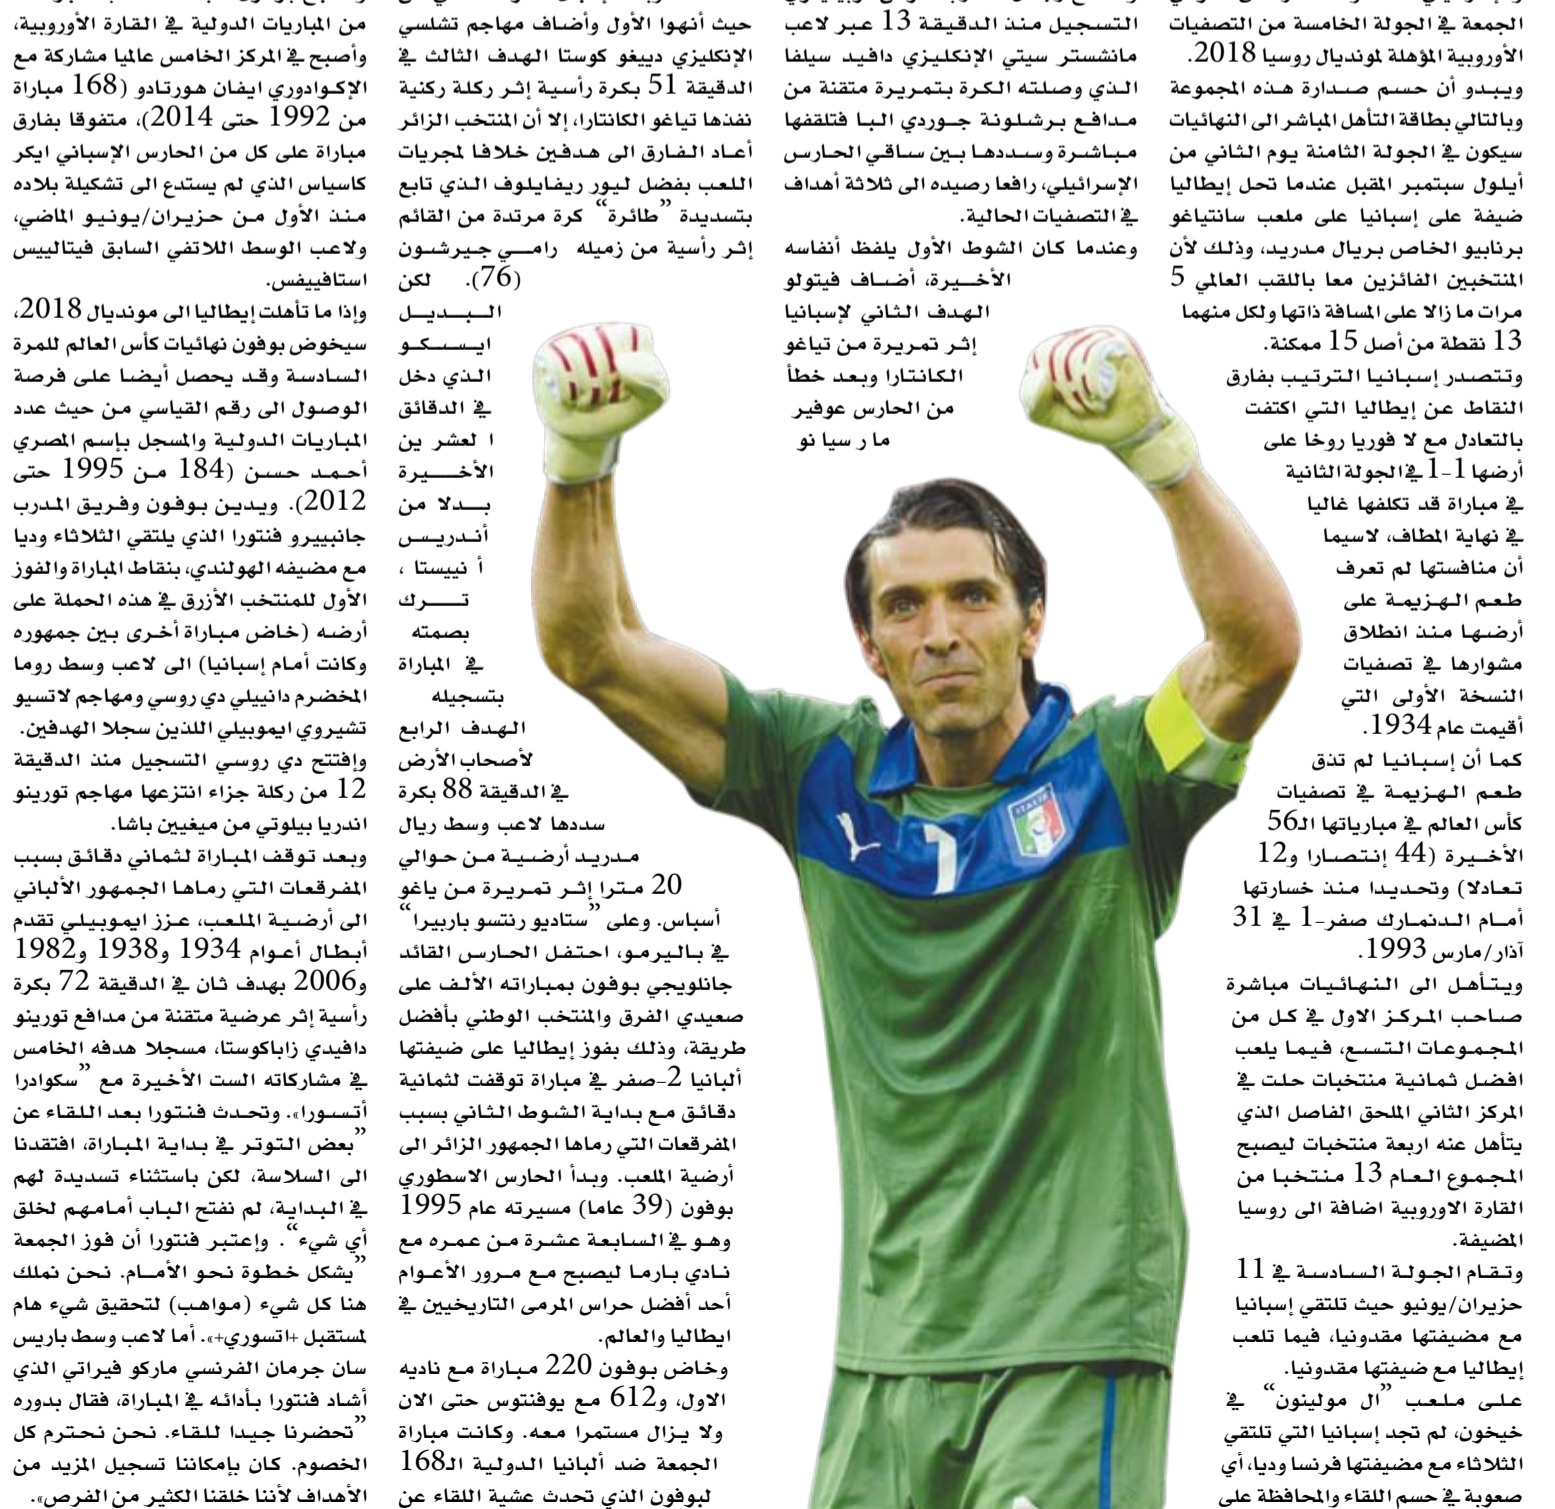 الجمعة في الجولة الخامسة من التصفيات
الأوروبية المؤهلة لمونديال روسيا 2018.
ويبدو أن حسم صدارة هذه المجموعة
وبالتالي بطاقة التأهل المباشر الى النهائيات
سيكون في الجولة الثامنة يوم الثاني من
أيلول سبتمبر المقبل عندما تحل إيطاليا
ضيفة على إسبانيا على ملعب سانتياغو
برنابيو الخاص بريال مدريد، وذلك لأن
المنتخبين الفائزين معا باللقب العالمي 5
مرات ما زالا على المسافة ذاتها ولكل منهما
13 نقطة من أصل 15 ممكنة.
وتتصدر إسبانيا الترتيب بفارق
النقاط عن إيطاليا التي اكتفت
بالتعادل مع لا فوريا روخا على
أرضها 1-1 في الجولة الثانية
في مباراة قد تكلفها غاليا
في نهاية المطاف، لاسيما
أن منافستها لم تعرف
طعم الهزيمة على
أرضها منذ انطلاق
مشوارها في تصفيات
النسخة الأولى التي
أقيمت عام 1934.
كما أن إسبانيا لم تذق
طعم الهزيمة في تصفيات
كأس العالم في مبارياتها الـ56
الأخيرة (44 إنتصارا و12
تعادلا) وتحديدا منذ خسارتها
أمام الدنمارك صفر-1 في 31
آذار/مارس 1993.
ويتأهل الى النهائيات مباشرة
صاحب المركز الاول في كل من
المجموعات التسع، فيما يلعب
افضل ثمانية منتخبات حلت في
المركز الثاني الملحق الفاصل الذي
يتأهل عنه اربعة منتخبات ليصبح
المجموع العام 13 منتخبا من
القارة الاوروبية اضافة الى روسيا
المضيفة.
وتقام الجولة السادسة في 11
حزيران/يونيو حيث تلتقي إسبانيا
مع مضيفتها مقدونيا، فيما تلعب
إيطاليا مع ضيفتها مقدونيا.
على ملعب ”ال مولينون“ في
خيخون، لم تجد إسبانيا التي تلتقي
الثلاثاء مع مضيفتها فرنسا وديا، أي
صعوبة في حسم اللقاء والمحافظة على
التسجيل منذ الدقيقة 13 عبر لاعب
مانشستر سيتي الإنكليزي دافيد سيلفا
الذي وصلته الكرة بتمريرة متقنة من
مدافع برشلونة جوردي البا فتلقفها
مباشرة وسددها بين ساقي الحارس
الإسرائيلي، رافعا رصيده الى ثلاثة أهداف
في التصفيات الحالية.
وعندما كان الشوط الأول يلفظ أنفاسه
الأخيرة، أضاف فيتولو
الهدف الثاني لإسبانيا
إثر تمريرة من تياغو
الكانتارا وبعد خطأ
من الحارس عوفير
مارسيانو
حيث أنهوا الأول وأضاف مهاجم تشلسي
الإنكليزي دييغو كوستا الهدف الثالث في
الدقيقة 51 بكرة رأسية إثر ركلة ركنية
نفذها تياغو الكانتارا، إلا أن المنتخب الزائر
أعاد الفارق الى هدفين خلافا لمجريات
اللعب بفضل ليور ريفايلوف الذي تابع
بتسديدة ”طائرة“ كرة مرتدة من القائم
إثر رأسية من زميله رامي جيرشون
(76). لكن
البديل
ايسكو
الذي دخل
في الدقائق
العشرين
الأخيرة
بدلا من
أندريس
أنييستا،
ترك
بصمته
في المباراة
بتسجيله
الهدف الرابع
لأصحاب الأرض
في الدقيقة 88 بكرة
سددها لاعب وسط ريال
مدريد أرضية من حوالي
20 مترا إثر تمريرة من ياغو
أسباس. وعلى ”ستاديو رنتسو باربيرا“
في باليرمو، احتفل الحارس القائد
جانلويجي بوفون بمباراته الألف على
صعيدي الفرق والمنتخب الوطني بأفضل
طريقة، وذلك بفوز إيطاليا على ضيفتها
ألبانيا 2-صفر في مباراة توقفت لثمانية
دقائق مع بداية الشوط الثاني بسبب
المفرقعات التي رماها الجمهور الزائر الى
أرضية الملعب. وبدأ الحارس الاسطوري
بوفون (39 عاما) مسيرته عام 1995
وهو في السابعة عشرة من عمره مع
نادي بارما ليصبح مع مرور الأعوام
أحد أفضل حراس المرمى التاريخيين في
ايطاليا والعالم.
وخاض بوفون 220 مباراة مع ناديه
الاول، و612 مع يوفنتوس حتى الان
ولا يزال مستمرا معه. وكانت مباراة
الجمعة ضد ألبانيا الدولية الـ168
لبوفون الذي تحدث عشية اللقاء عن
من المباريات الدولية في القارة الأوروبية،
وأصبح في المركز الخامس عالميا مشاركة مع
الإكوادوري ايفان هورتادو (168 مباراة
من 1992 حتى 2014)، متفوقا بفارق
مباراة على كل من الحارس الإسباني ايكر
كاسياس الذي لم يستدع الى تشكيلة بلاده
منذ الأول من حزيران/يونيو الماضي،
ولاعب الوسط اللاتفي السابق فيتالييس
استافييفس.
وإذا ما تأهلت إيطاليا الى مونديال 2018،
سيخوض بوفون نهائيات كأس العالم للمرة
السادسة وقد يحصل أيضا على فرصة
الوصول الى رقم القياسي من حيث عدد
المباريات الدولية والمسجل بإسم المصري
أحمد حسن (184 من 1995 حتى
2012). ويدين بوفون وفريق المدرب
جانبييرو فنتورا الذي يلتقي الثلاثاء وديا
مع مضيفه الهولندي، بنقاط المباراة والفوز
الأول للمنتخب الأزرق في هذه الحملة على
أرضه (خاض مباراة أخرى بين جمهوره
وكانت أمام إسبانيا) الى لاعب وسط روما
المخضرم دانييلي دي روسي ومهاجم لاتسيو
تشيروي ايموبيلي اللذين سجلا الهدفين.
وإفتتح دي روسي التسجيل منذ الدقيقة
12 من ركلة جزاء انتزعها مهاجم تورينو
اندريا بيلوتي من ميغيين باشا.
وبعد توقف المباراة لثماني دقائق بسبب
المفرقعات التي رماها الجمهور الألباني
الى أرضية الملعب، عزز ايموبيلي تقدم
أبطال أعوام 1934 و1938 و1982
و2006 بهدف ثان في الدقيقة 72 بكرة
رأسية إثر عرضية متقنة من مدافع تورينو
دافيدي زاباكوستا، مسجلا هدفه الخامس
في مشاركاته الست الأخيرة مع ”سكوادرا
أتسورا». وتحدث فنتورا بعد اللقاء عن
”بعض التوتر في بداية المباراة، افتقدنا
الى السلاسة، لكن باستثناء تسديدة لهم
في البداية، لم نفتح الباب أمامهم لخلق
أي شيء“. وإعتبر فنتورا أن فوز الجمعة
”يشكل خطوة نحو الأمام. نحن نملك
هنا كل شيء (مواهب) لتحقيق شيء هام
لمستقبل +اتسوري+». أما لاعب وسط باريس
سان جرمان الفرنسي ماركو فيراتي الذي
أشاد فنتورا بأدائه في المباراة، فقال بدوره
”تحضرنا جيدا للقاء. نحن نحترم كل
الخصوم. كان بإمكاننا تسجيل المزيد من
الأهداف لأننا خلقنا الكثير من الفرص».
ITALIA
1